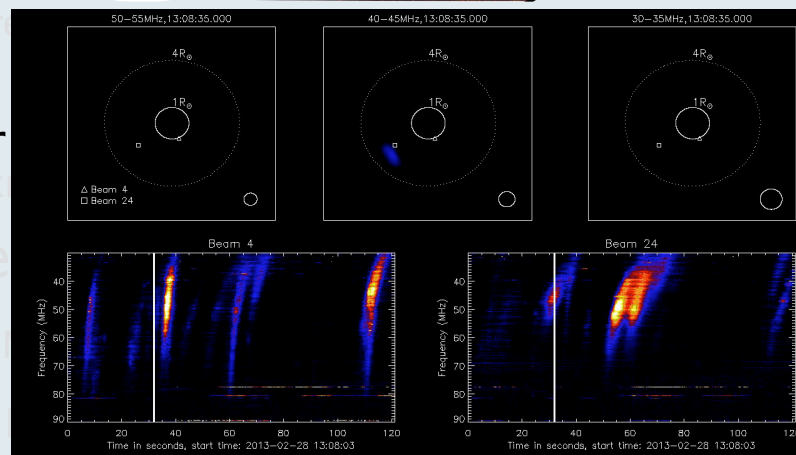 50-55MHz,13:08:35.000
40-45MHz,13:08:35.000
30-35MHz,13:08:35.000
4R⊙
4R⊙
4R⊙
1R⊙
1R⊙
1R⊙
△ Beam 4
□ Beam 24
Beam 4
Beam 24
Frequency (MHz)
40
50
60
70
80
90
0 20 40 60 80 100 120
Time in seconds, start time: 2013-02-28 13:08:03
Frequency (MHz)
40
50
60
70
80
90
0 20 40 60 80 100
Time in seconds, start time: 2013-02-28 13:08:03